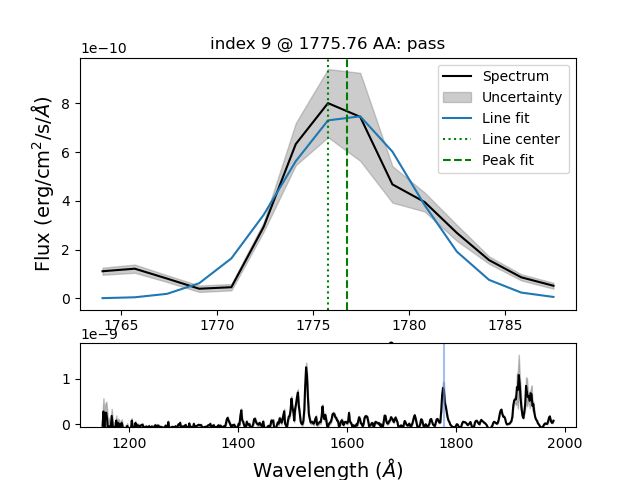 index 9 @ 1775.76 AA: pass
1e−10
Flux (erg/cm²/s/Å)
8
6
4
2
0
Spectrum
Uncertainty
Line fit
Line center
Peak fit
1765 1770 1775 1780 1785
1e−9
1
0
1200 1400 1600 1800 2000
Wavelength (Å)